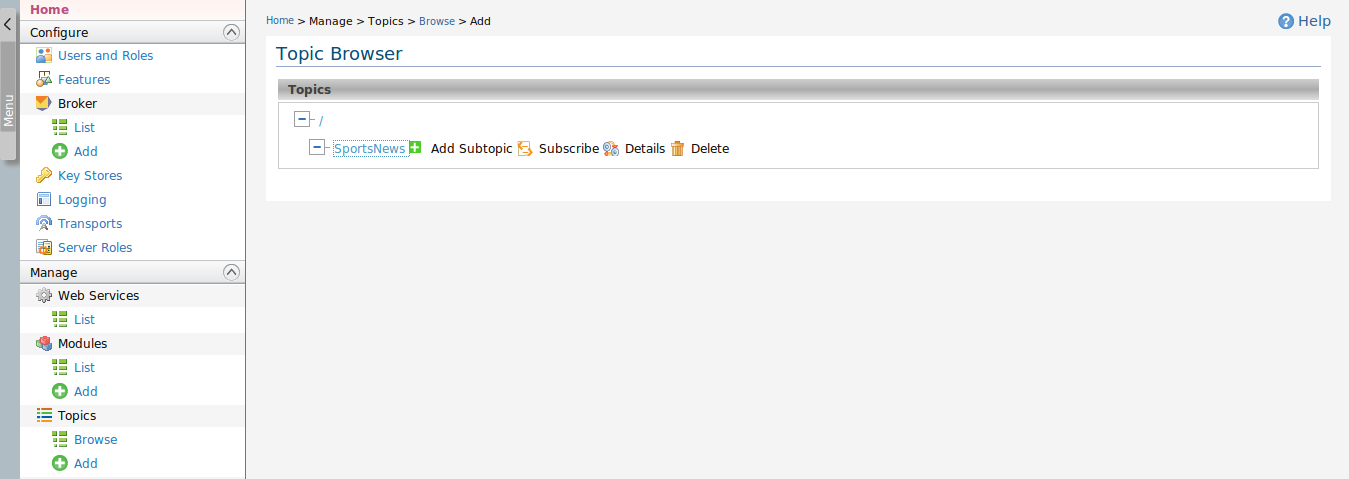 Home
Configure
Users and Roles
Features
Broker
List
Add
Key Stores
Logging
Transports
Server Roles
Manage
Web Services
List
Modules
List
Add
Topics
Browse
Add
Menu
Home > Manage > Topics > Browse > Add
Help
Topic Browser
Topics
/
SportsNews Add Subtopic Subscribe Details Delete